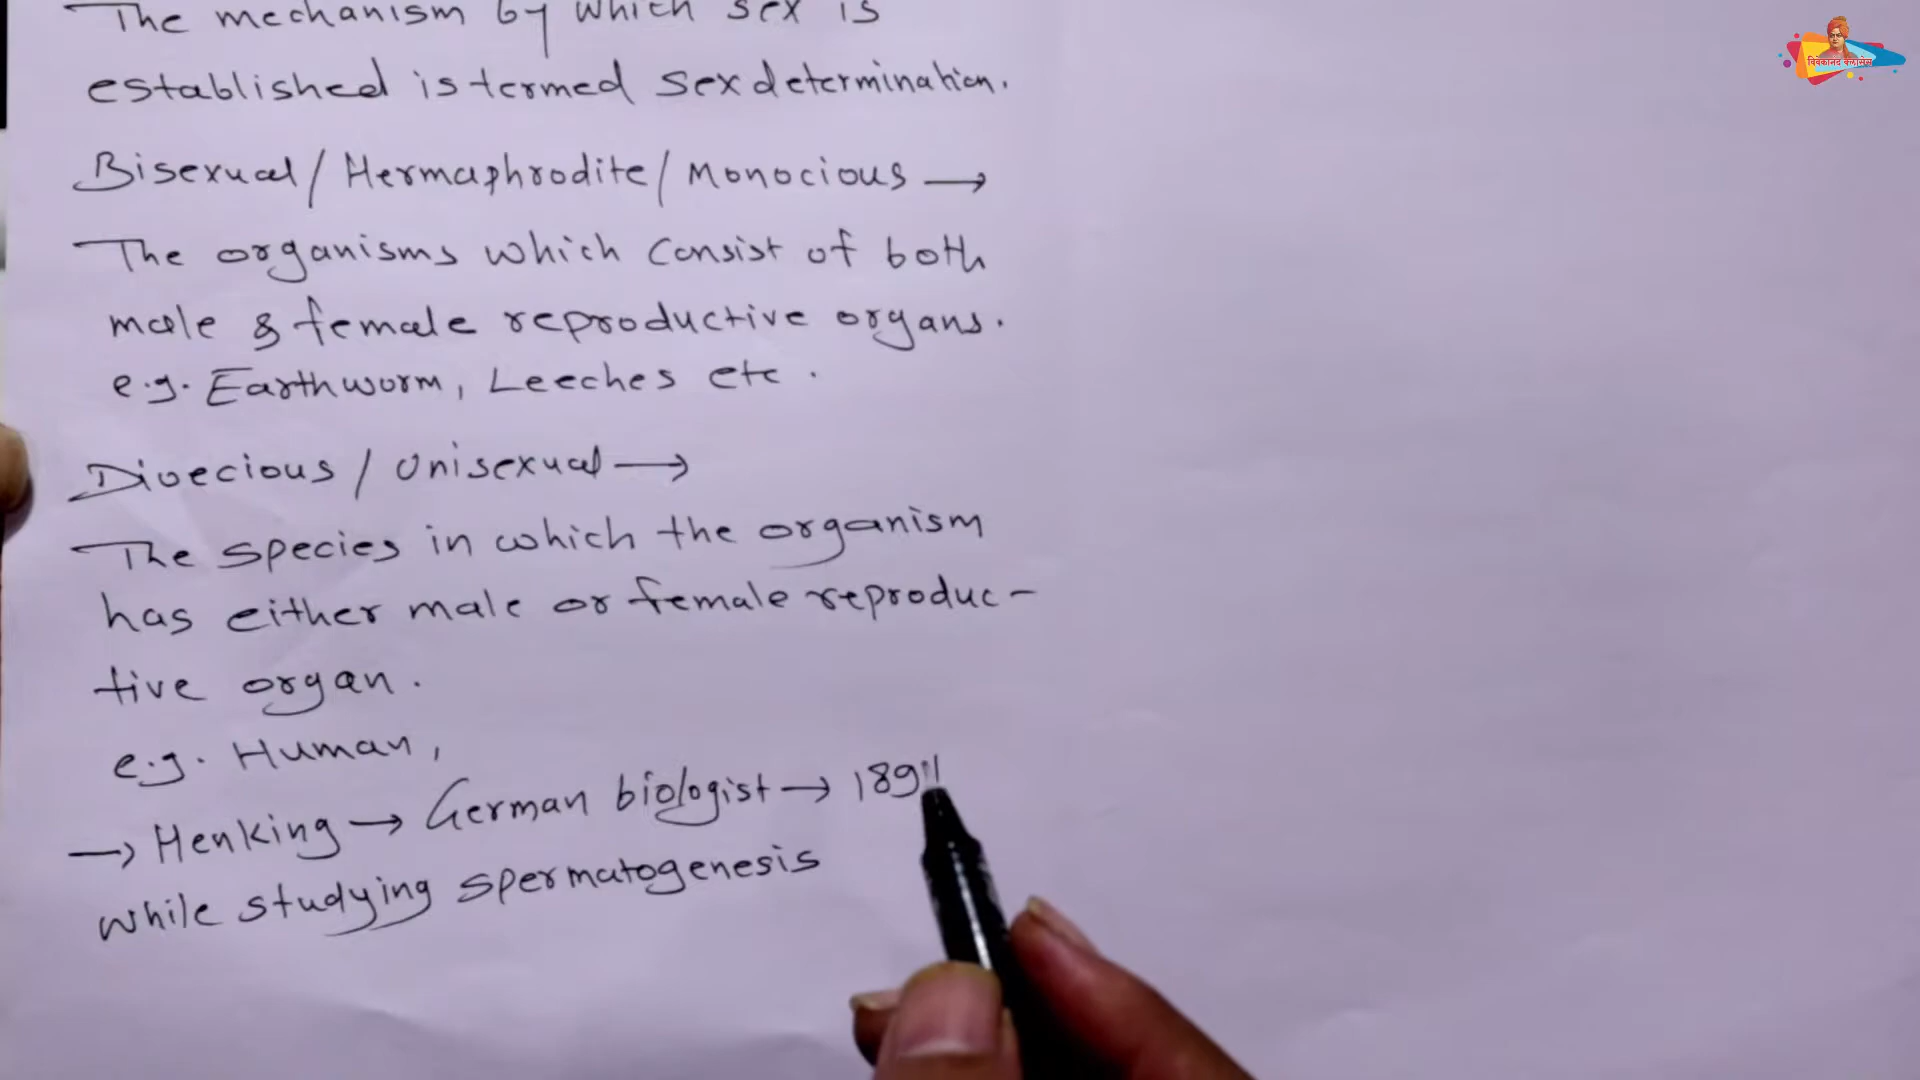 The mechanism by which sex is
established is termed sex determination.
Bisexual/Hermaphrodite/Monocious →
The organisms which consist of both
male & female reproductive organs.
e.g. Earthworm, Leeches etc.
Dioecious / Unisexual →
The species in which the organism
has either male or female reproduc-
tive organ.
e.g. Human,
→ Henking → German biologist → 1891
while studying spermatogenesis
विवेकानंद क्लासेस